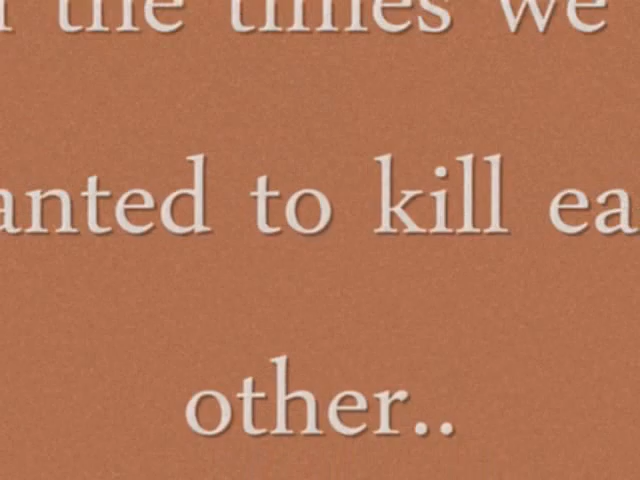 the times we
anted to kill ea
other..